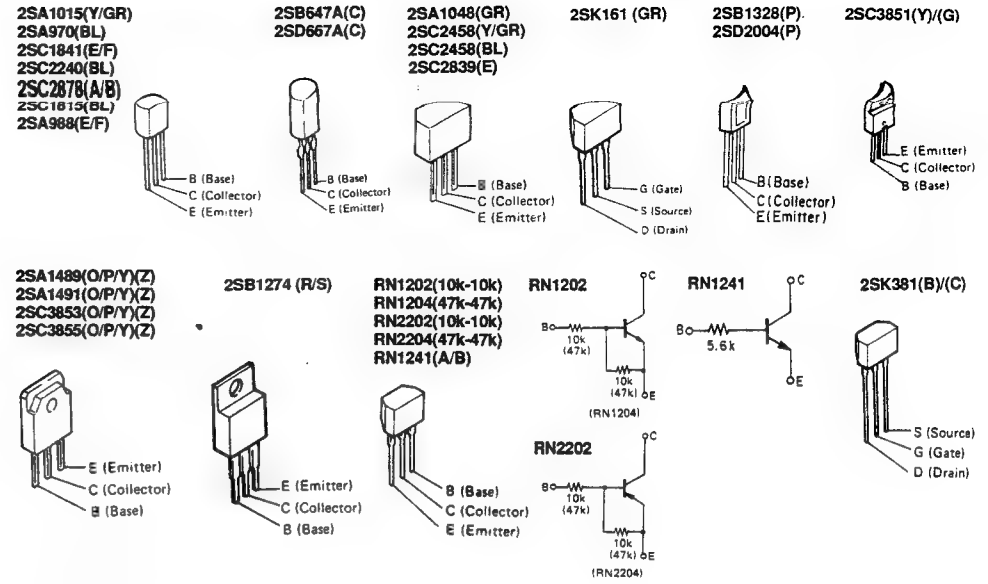 2SA1015(Y/GR)
2SA970(BL)
2SC1841(E/F)
2SC2240(BL)
2SC2878(A/B)
2SC1815(BL)
2SA988(E/F)
B (Base)
C (Collector)
E (Emitter)
2SB647A(C)
2SD667A(C)
B (Base)
C (Collector)
E (Emitter)
2SA1048(GR)
2SC2458(Y/GR)
2SC2458(BL)
2SC2839(E)
B (Base)
C (Collector)
E (Emitter)
2SK161 (GR)
G (Gate)
S (Source)
D (Drain)
2SB1328(P)
2SD2004(P)
B(Base)
C(Collector)
E(Emitter)
2SC3851(Y)/(G)
E (Emitter)
C (Collector)
B (Base)
2SA1489(O/P/Y)(Z)
2SA1491(O/P/Y)(Z)
2SC3853(O/P/Y)(Z)
2SC3855(O/P/Y)(Z)
E (Emitter)
C (Collector)
B (Base)
2SB1274 (R/S)
E (Emitter)
C (Collector)
B (Base)
RN1202(10k-10k)
RN1204(47k-47k)
RN2202(10k-10k)
RN2204(47k-47k)
RN1241(A/B)
B (Base)
C (Collector)
E (Emitter)
RN1202
C
B
10k
(47k)
10k
(47k)
E
(RN1204)
RN2202
C
B
10k
(47k)
10k
(47k)
E
(RN2204)
RN1241
C
B
5.6k
E
2SK381(B)/(C)
S (Source)
G (Gate)
D (Drain)